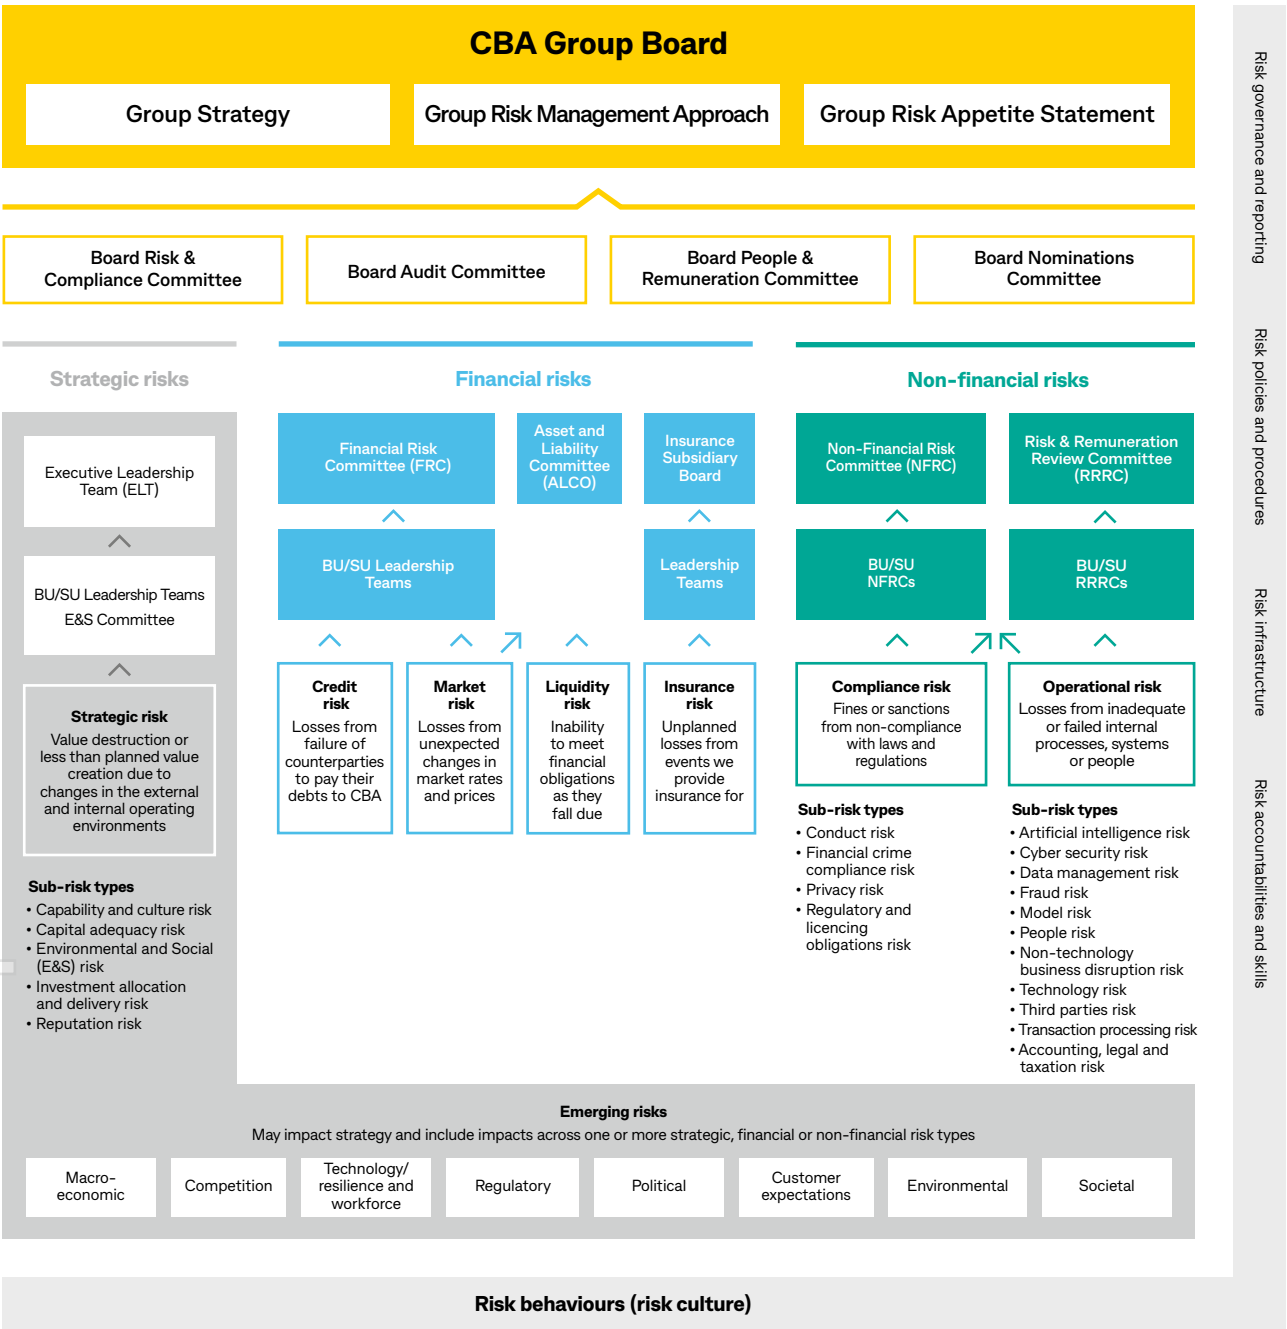 CBA Group Board
Group Strategy
Group Risk Management Approach
Group Risk Appetite Statement
Board Risk &
Compliance Committee
Board Audit Committee
Board People &
Remuneration Committee
Board Nominations
Committee
Strategic risks
Executive Leadership
Team (ELT)
BU/SU Leadership Teams
E&S Committee
Strategic risk
Value destruction or
less than planned value
creation due to
changes in the external
and internal operating
environments
Sub-risk types
• Capability and culture risk
• Capital adequacy risk
• Environmental and Social
(E&S) risk
• Investment allocation
and delivery risk
• Reputation risk
Financial risks
Financial Risk
Committee (FRC)
Asset and
Liability
Committee
(ALCO)
Insurance
Subsidiary
Board
BU/SU Leadership
Teams
Leadership
Teams
Credit
risk
Losses from
failure of
counterparties
to pay their
debts to CBA
Market
risk
Losses from
unexpected
changes in
market rates
and prices
Liquidity
risk
Inability
to meet
financial
obligations
as they
fall due
Insurance
risk
Unplanned
losses from
events we
provide
insurance for
Non-financial risks
Non-Financial Risk
Committee (NFRC)
Risk & Remuneration
Review Committee
(RRRC)
BU/SU
NFRCs
BU/SU
RRRCs
Compliance risk
Fines or sanctions
from non-compliance
with laws and
regulations
Sub-risk types
• Conduct risk
• Financial crime
compliance risk
• Privacy risk
• Regulatory and
licencing
obligations risk
Operational risk
Losses from inadequate
or failed internal
processes, systems
or people
Sub-risk types
• Artificial intelligence risk
• Cyber security risk
• Data management risk
• Fraud risk
• Model risk
• People risk
• Non-technology
business disruption risk
• Technology risk
• Third parties risk
• Transaction processing risk
• Accounting, legal and
taxation risk
Emerging risks
May impact strategy and include impacts across one or more strategic, financial or non-financial risk types
Macro-
economic
Competition
Technology/
resilience and
workforce
Regulatory
Political
Customer
expectations
Environmental
Societal
Risk behaviours (risk culture)
Risk governance and reporting
Risk policies and procedures
Risk infrastructure
Risk accountabilities and skills